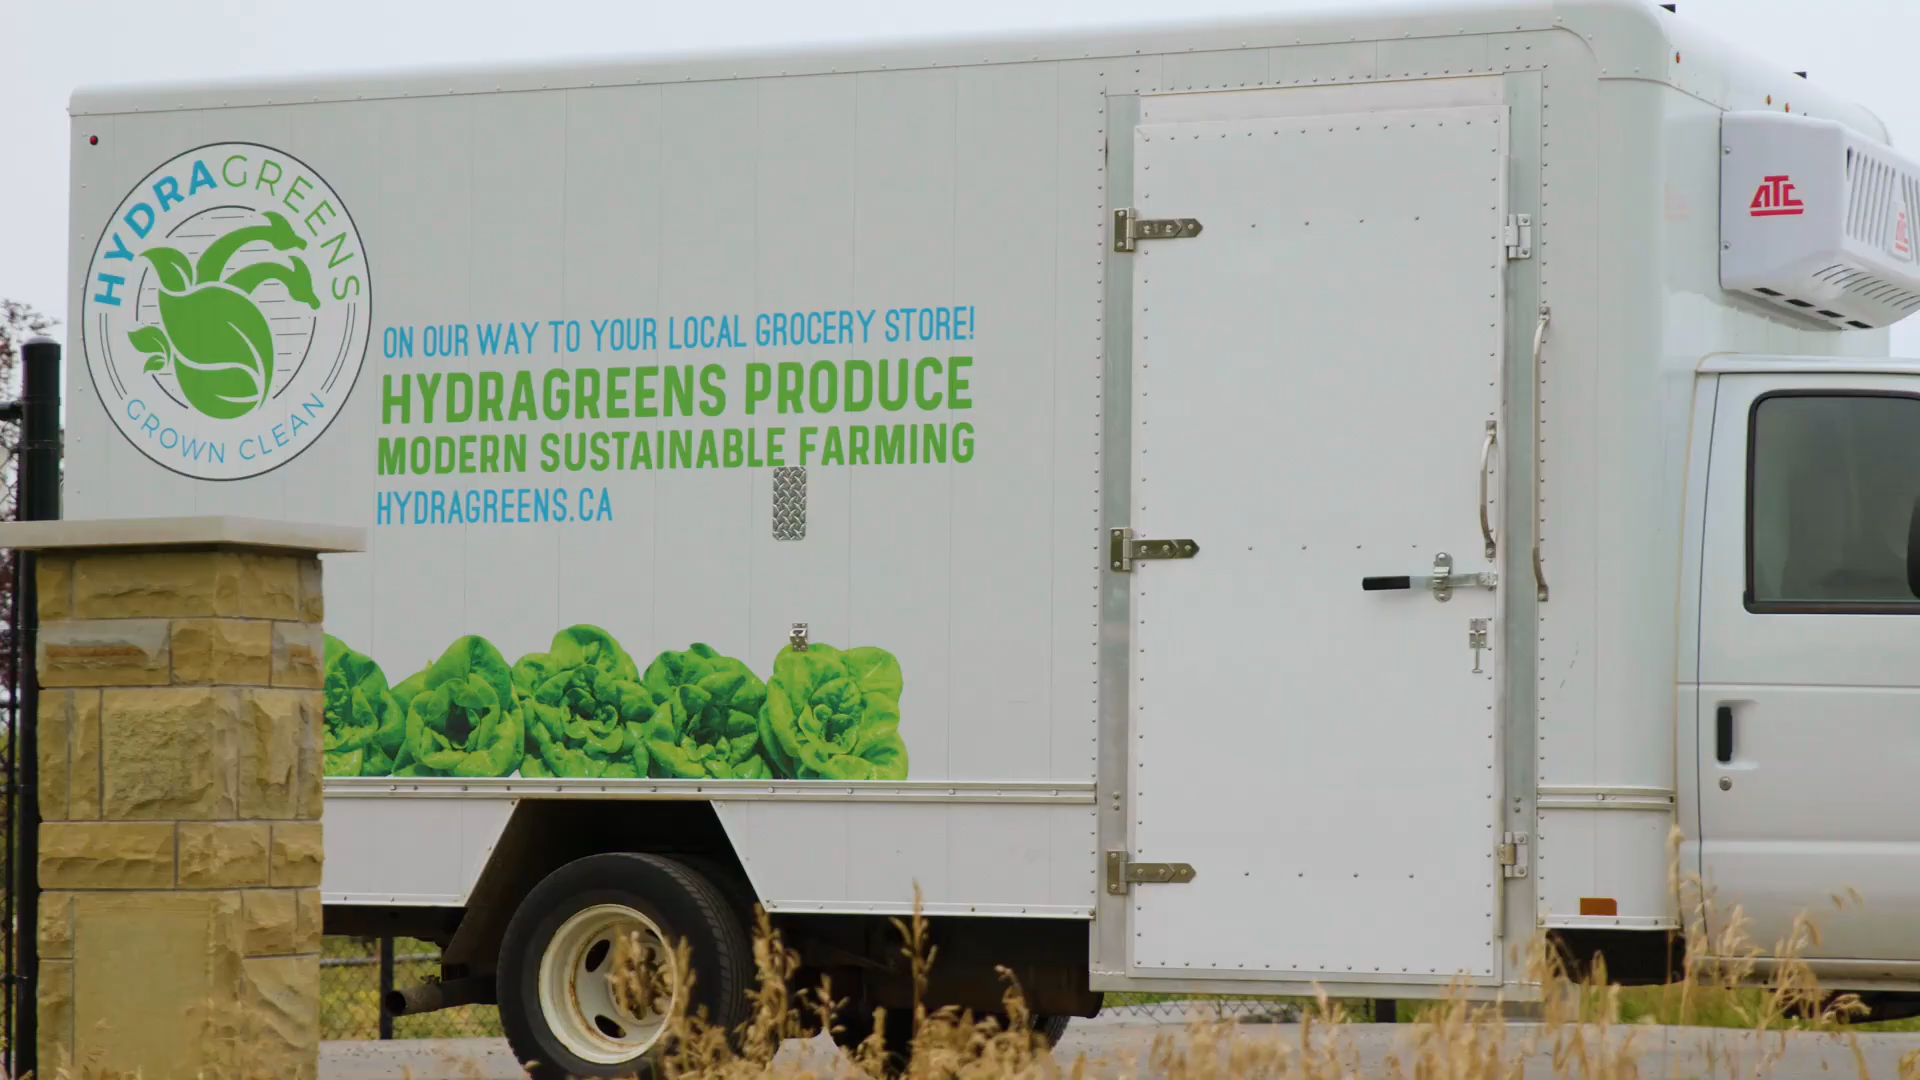 HYDRAGREENS
GROWN CLEAN
ON OUR WAY TO YOUR LOCAL GROCERY STORE!
HYDRAGREENS PRODUCE
MODERN SUSTAINABLE FARMING
HYDRAGREENS.CA
ATC
ATC